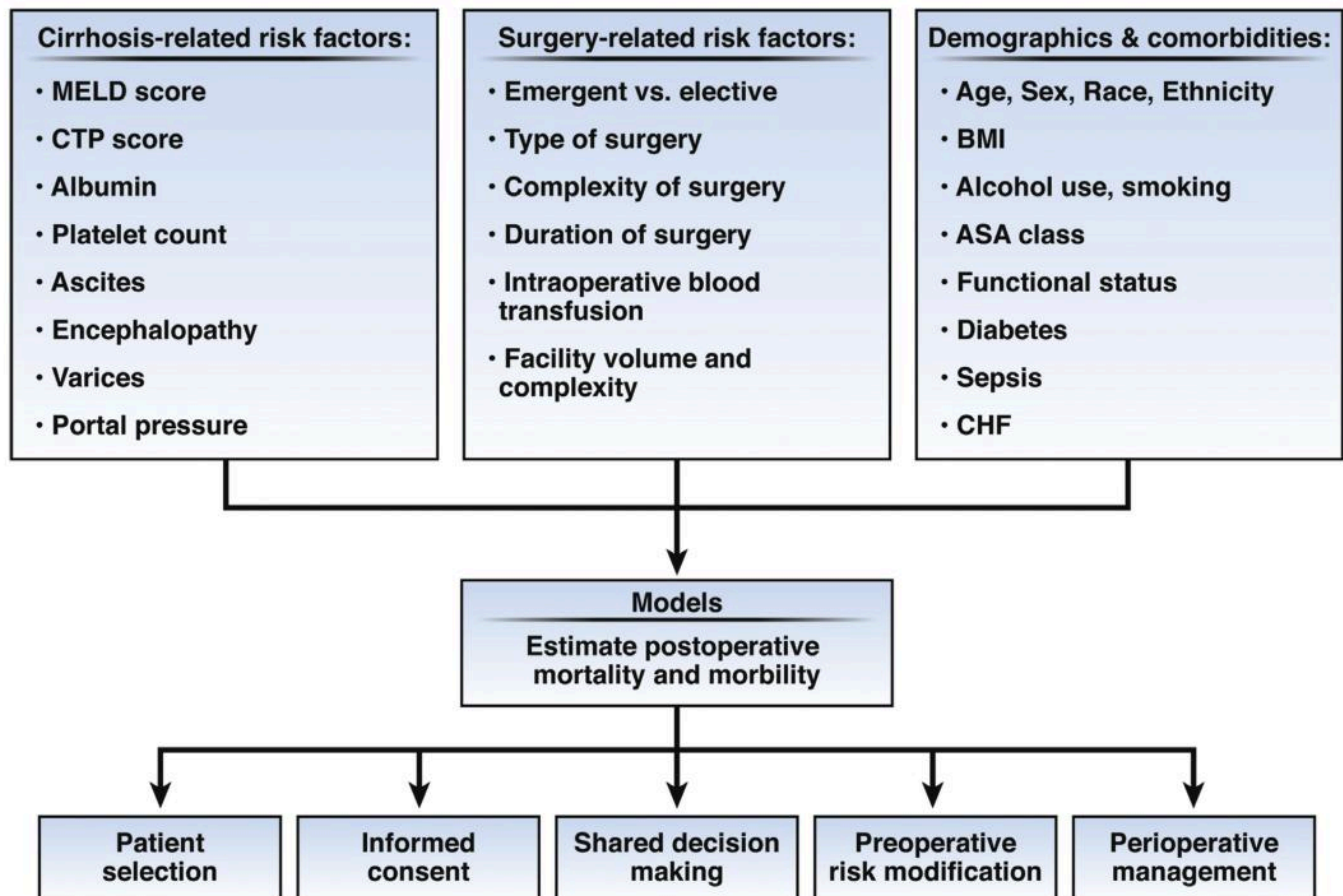 Cirrhosis-related risk factors:
· MELD score
· CTP score
· Albumin
· Platelet count
· Ascites
· Encephalopathy
· Varices
· Portal pressure
Surgery-related risk factors:
· Emergent vs. elective
· Type of surgery
· Complexity of surgery
· Duration of surgery
· Intraoperative blood
transfusion
· Facility volume and
complexity
Demographics & comorbidities:
· Age, Sex, Race, Ethnicity
· BMI
· Alcohol use, smoking
· ASA class
· Functional status
· Diabetes
· Sepsis
· CHF
Models
Estimate postoperative
mortality and morbility
Patient
selection
Informed
consent
Shared decision
making
Preoperative
risk modification
Perioperative
management